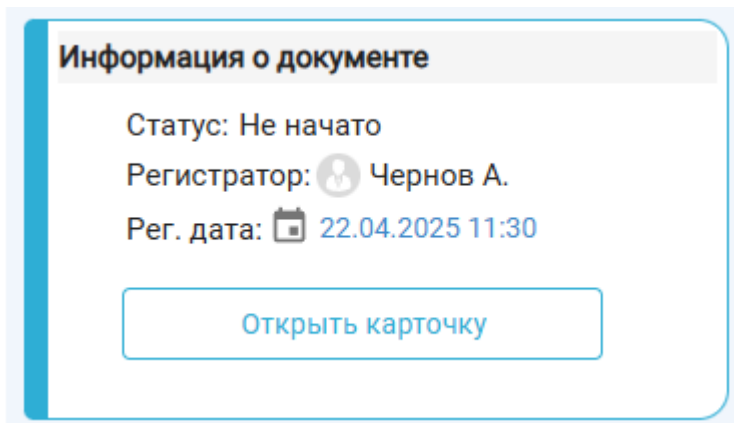 Информация о документе
Статус: Не начато
Регистратор: Чернов А.
Рег. дата: 22.04.2025 11:30
Открыть карточку